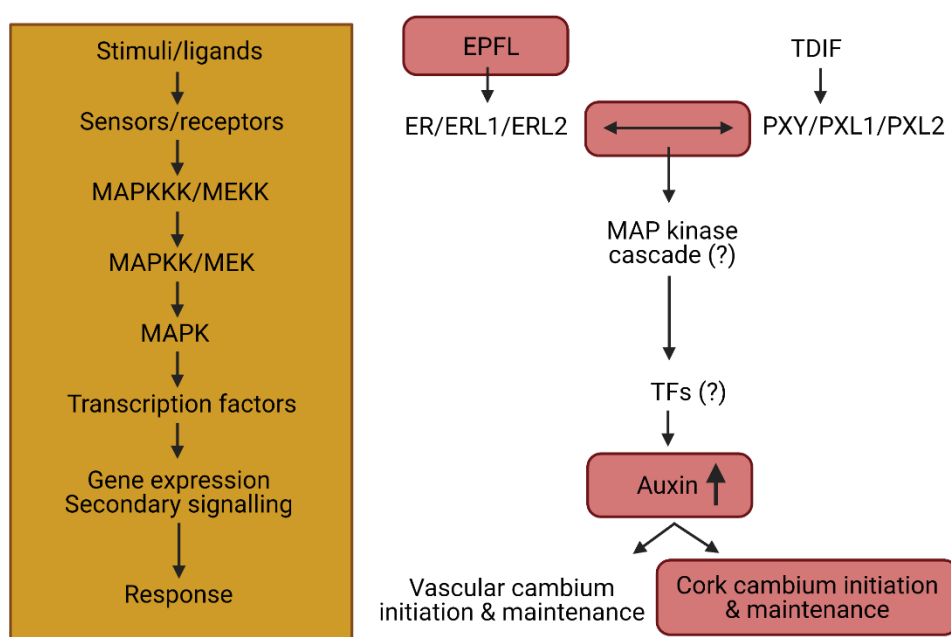 Stimuli/ligands
Sensors/receptors
MAPKKK/MEKK
MAPKK/MEK
MAPK
Transcription factors
Gene expression
Secondary signalling
Response
EPFL
TDIF
ER/ERL1/ERL2
PXY/PXL1/PXL2
MAP kinase
cascade (?)
TFs (?)
Auxin
Vascular cambium
initiation & maintenance
Cork cambium initiation
& maintenance